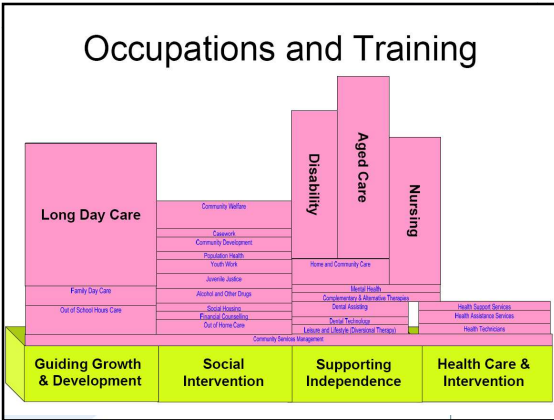 Occupations and Training
Long Day Care
Family Day Care
Out of School Hours Care
Community Welfare
Casework
Community Development
Population Health
Youth Work
Juvenile Justice
Alcohol and Other Drugs
Social Housing
Financial Counselling
Out of Home Care
Disability
Aged Care
Nursing
Home and Community Care
Mental Health
Complementary & Alternative Therapies
Dental Assisting
Dental Technology
Leisure and Lifestyle (Diversional Therapy)
Health Support Services
Health Assistance Services
Health Technicians
Community Services Management
Guiding Growth
& Development
Social
Intervention
Supporting
Independence
Health Care &
Intervention